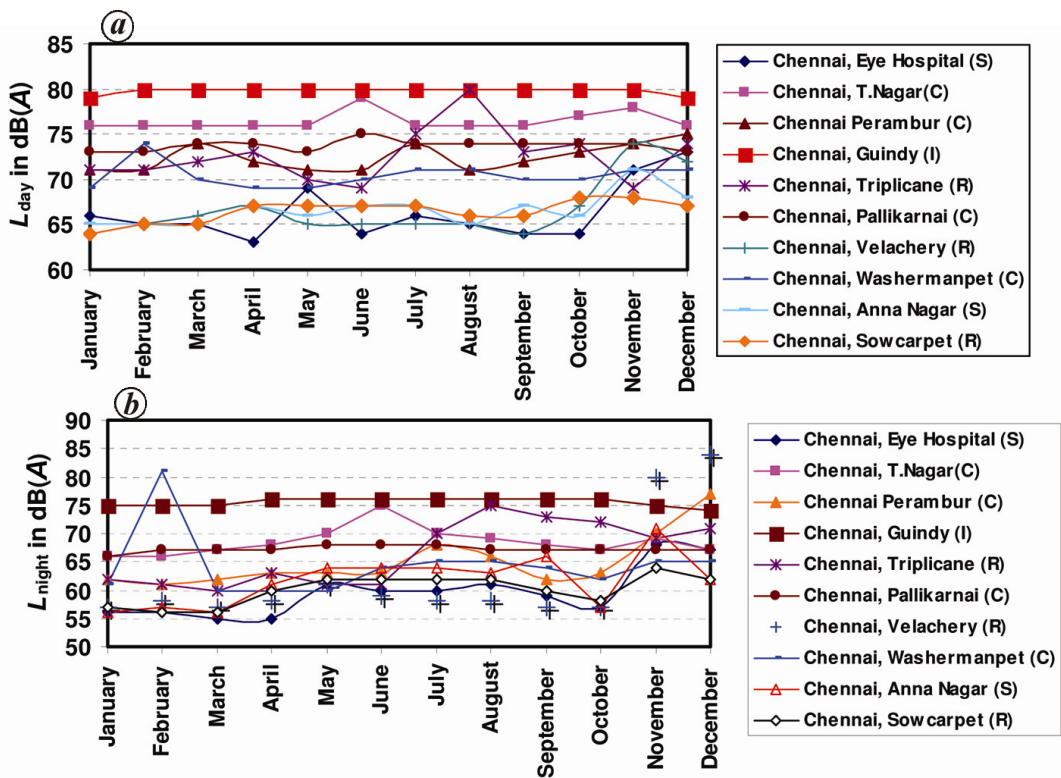 a
85
80
75
70
65
60
L day in dB(A)
January
February
March
April
May
June
July
August
September
October
November
December
Chennai, Eye Hospital (S)
Chennai, T.Nagar(C)
Chennai Perambur (C)
Chennai, Guindy (I)
Chennai, Triplicane (R)
Chennai, Pallikarnai (C)
Chennai, Velachery (R)
Chennai, Washermanpet (C)
Chennai, Anna Nagar (S)
Chennai, Sowcarpet (R)
b
90
85
80
75
70
65
60
55
50
L night in dB(A)
January
February
March
April
May
June
July
August
September
October
November
December
Chennai, Eye Hospital (S)
Chennai, T.Nagar(C)
Chennai Perambur (C)
Chennai, Guindy (I)
Chennai, Triplicane (R)
Chennai, Pallikarnai (C)
Chennai, Velachery (R)
Chennai, Washermanpet (C)
Chennai, Anna Nagar (S)
Chennai, Sowcarpet (R)